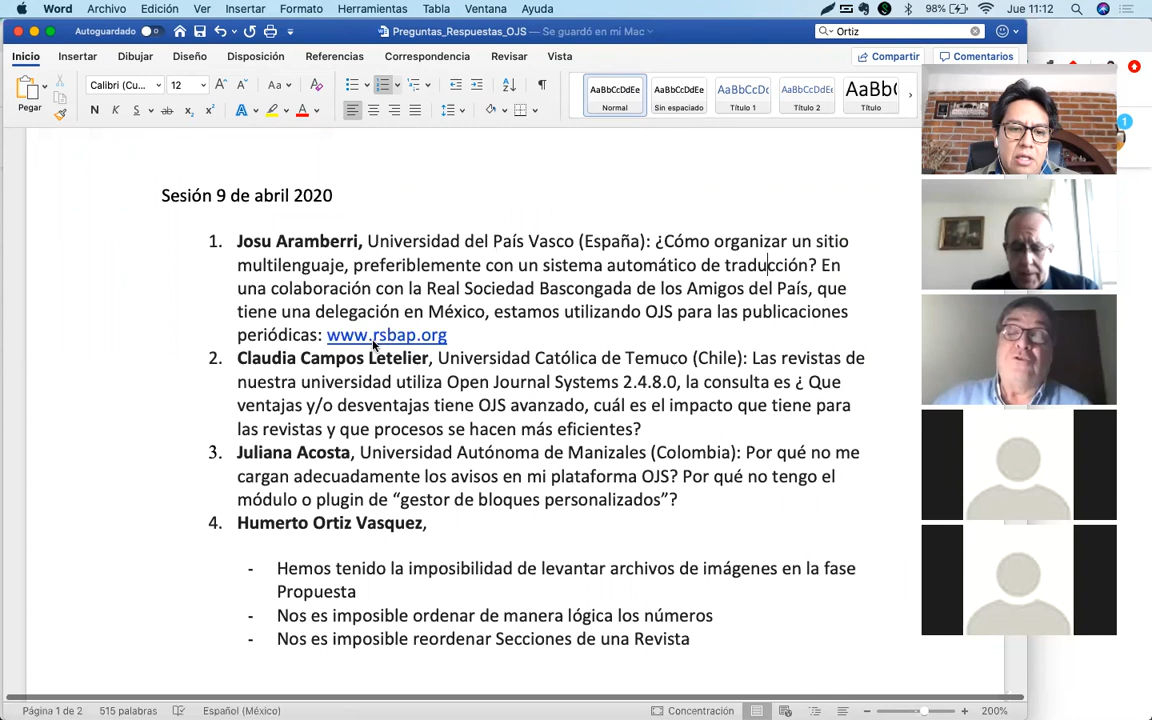 Word Archivo Edición Ver Insertar Formato Herramientas Tabla Ventana Ayuda 98% Jue 11:12
Autoguardado Preguntas_Respuestas_OJS — Se guardó en mi Mac Ortiz
Inicio Insertar Dibujar Diseño Disposición Referencias Correspondencia Revisar Vista Compartir Comentarios
Pegar Calibri (Cu... 12
N K S abc x₂ x² A A
AaBbCcDdEe AaBbCcDdEe AaBbCcDc AaBbCcDdEe AaBb(
Normal Sin espaciado Título 1 Título 2 Título
1
Sesión 9 de abril 2020
1. Josu Aramberri, Universidad del País Vasco (España): ¿Cómo organizar un sitio
multilenguaje, preferiblemente con un sistema automático de traducción? En
una colaboración con la Real Sociedad Bascongada de los Amigos del País, que
tiene una delegación en México, estamos utilizando OJS para las publicaciones
periódicas: www.rsbap.org
2. Claudia Campos Letelier, Universidad Católica de Temuco (Chile): Las revistas de
nuestra universidad utiliza Open Journal Systems 2.4.8.0, la consulta es ¿ Que
ventajas y/o desventajas tiene OJS avanzado, cuál es el impacto que tiene para
las revistas y que procesos se hacen más eficientes?
3. Juliana Acosta, Universidad Autónoma de Manizales (Colombia): Por qué no me
cargan adecuadamente los avisos en mi plataforma OJS? Por qué no tengo el
módulo o plugin de “gestor de bloques personalizados”?
4. Humerto Ortiz Vasquez,
- Hemos tenido la imposibilidad de levantar archivos de imágenes en la fase
Propuesta
- Nos es imposible ordenar de manera lógica los números
- Nos es imposible reordenar Secciones de una Revista
Página 1 de 2 515 palabras Español (México) Concentración 200%